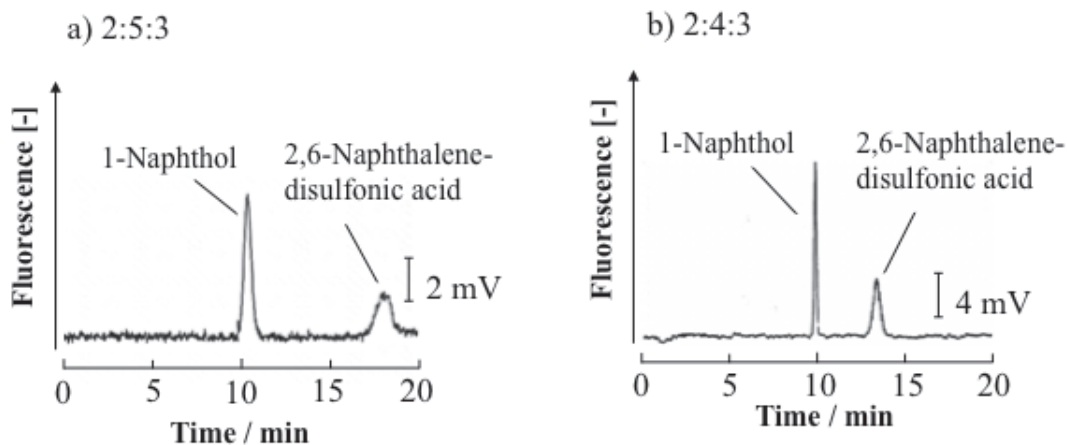 a) 2:5:3
Fluorescence [-]
1-Naphthol
2,6-Naphthalene-
disulfonic acid
2 mV
0 5 10 15 20
Time / min
b) 2:4:3
Fluorescence [-]
1-Naphthol
2,6-Naphthalene-
disulfonic acid
4 mV
0 5 10 15 20
Time / min